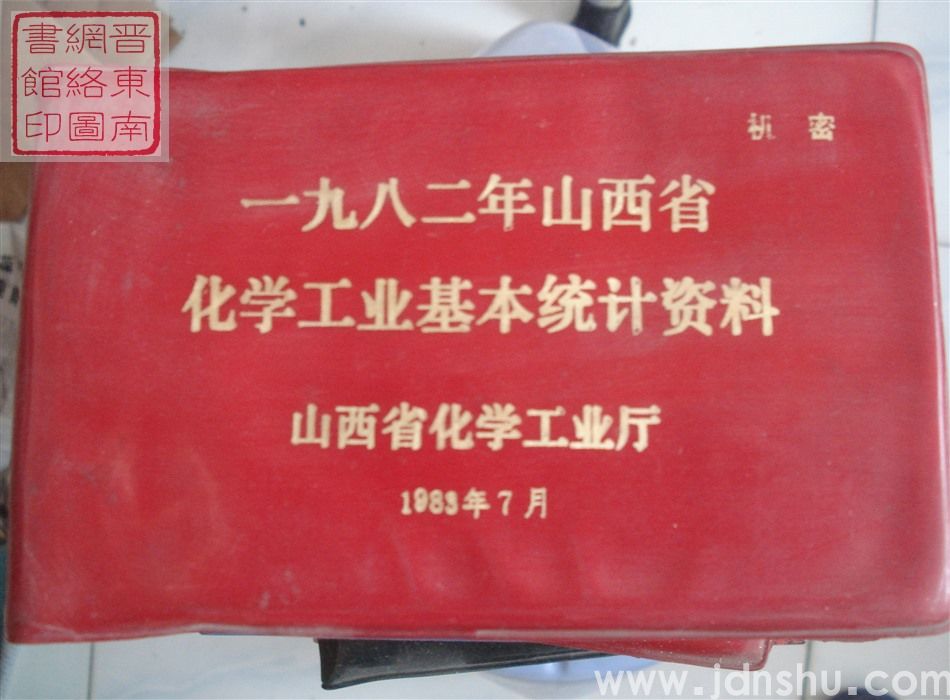 晋東南
網絡圖
書館印
机 密
一九八二年山西省
化学工业基本统计资料
山西省化学工业厅
1983年7月
www.jdnshu.com